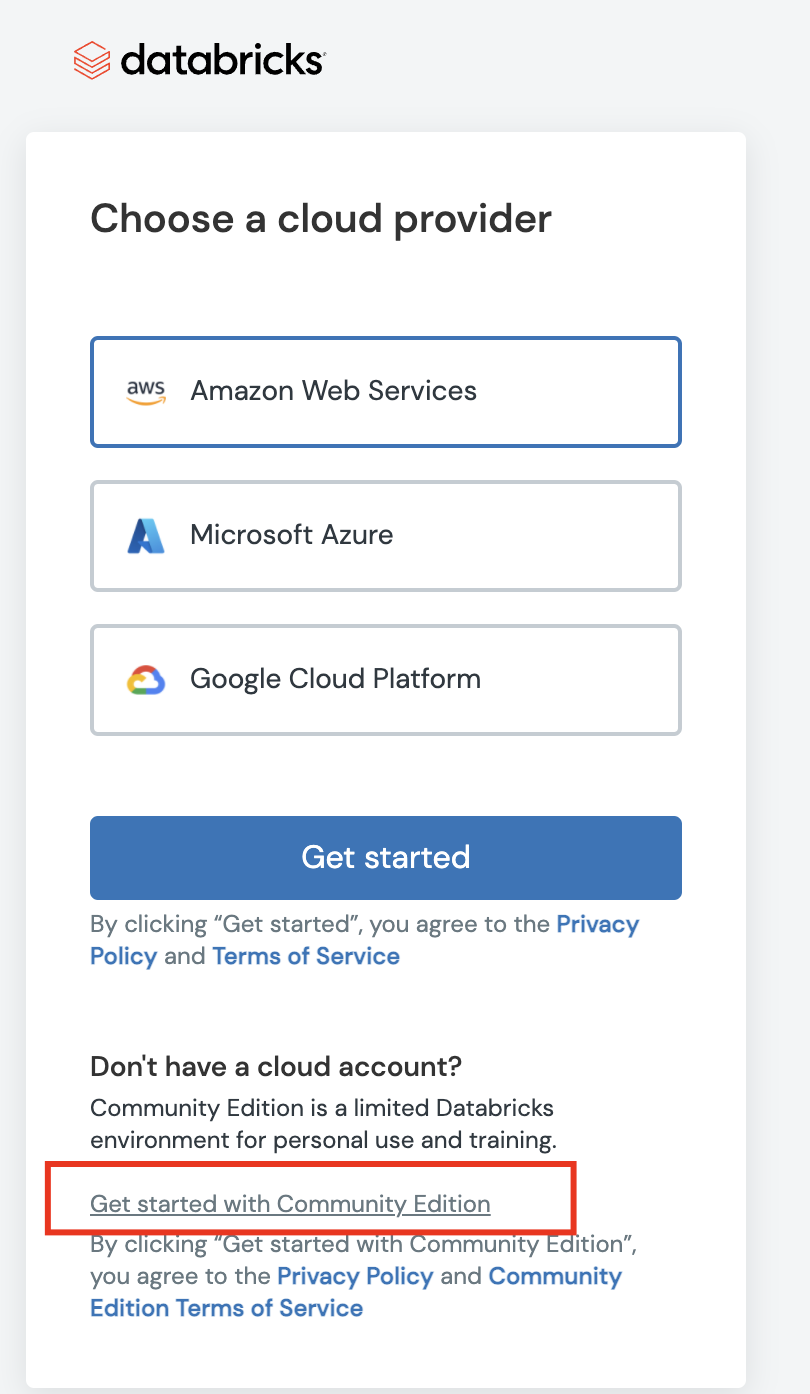 databricks
Choose a cloud provider
aws Amazon Web Services
Microsoft Azure
Google Cloud Platform
Get started
By clicking “Get started”, you agree to the Privacy
Policy and Terms of Service
Don't have a cloud account?
Community Edition is a limited Databricks
environment for personal use and training.
Get started with Community Edition
By clicking “Get started with Community Edition”,
you agree to the Privacy Policy and Community
Edition Terms of Service